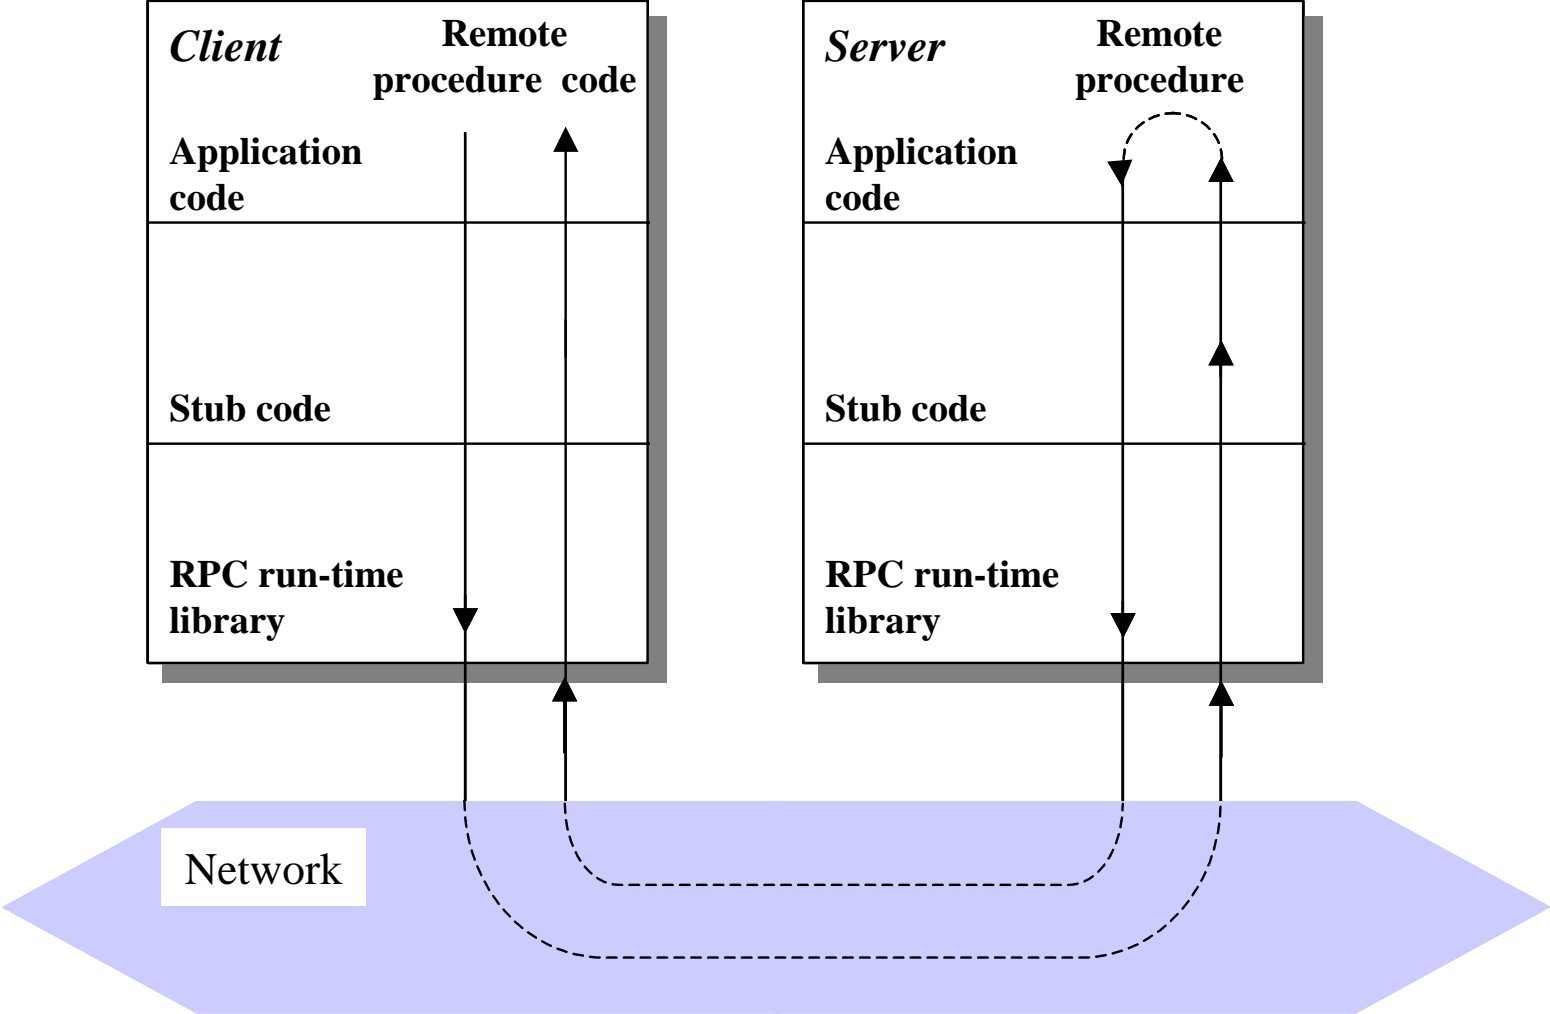 Client
Remote
procedure code
Application
code
Stub code
RPC run-time
library
Server
Remote
procedure
Application
code
Stub code
RPC run-time
library
Network